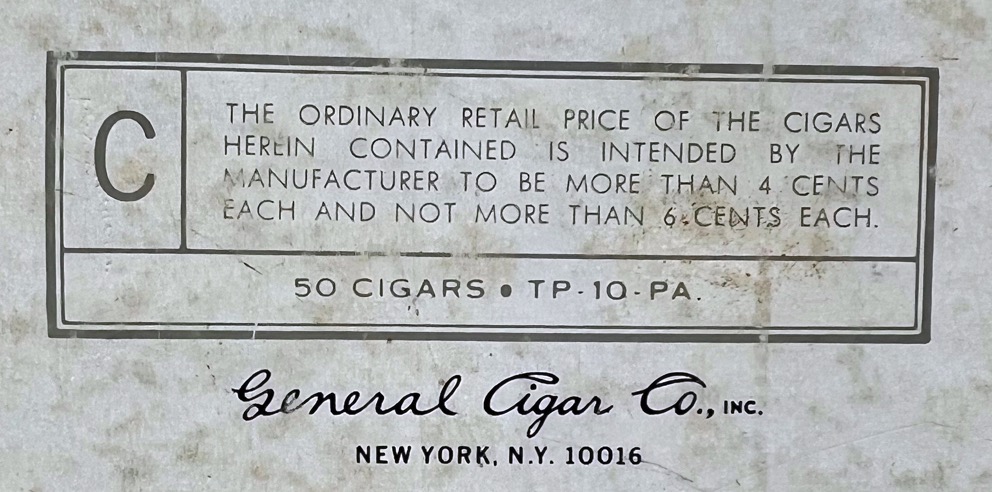 C
THE ORDINARY RETAIL PRICE OF THE CIGARS
HEREIN CONTAINED IS INTENDED BY THE
MANUFACTURER TO BE MORE THAN 4 CENTS
EACH AND NOT MORE THAN 6 CENTS EACH.
50 CIGARS • TP-10-PA.
General Cigar Co., INC.
NEW YORK, N.Y. 10016